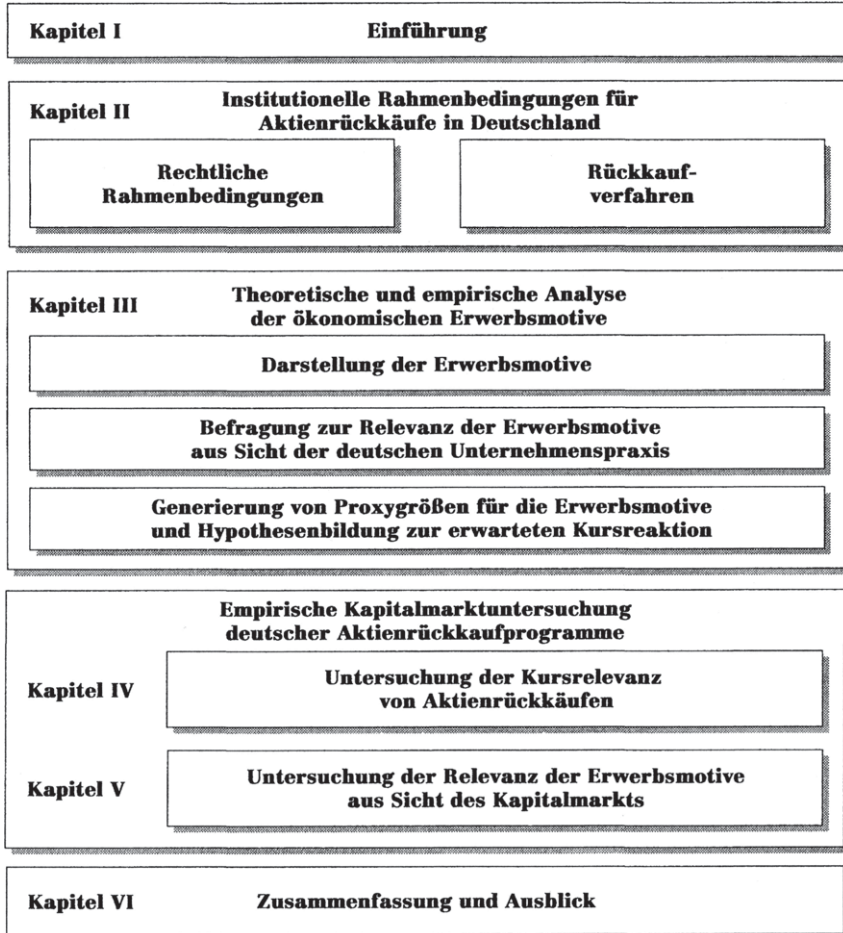 Kapitel I Einführung
Kapitel II Institutionelle Rahmenbedingungen für
Aktienrückkäufe in Deutschland
Rechtliche
Rahmenbedingungen
Rückkauf-
verfahren
Kapitel III Theoretische und empirische Analyse
der ökonomischen Erwerbsmotive
Darstellung der Erwerbsmotive
Befragung zur Relevanz der Erwerbsmotive
aus Sicht der deutschen Unternehmenspraxis
Generierung von Proxygrößen für die Erwerbsmotive
und Hypothesenbildung zur erwarteten Kursreaktion
Empirische Kapitalmarktuntersuchung
deutscher Aktienrückkaufprogramme
Kapitel IV
Untersuchung der Kursrelevanz
von Aktienrückkäufen
Kapitel V
Untersuchung der Relevanz der Erwerbsmotive
aus Sicht des Kapitalmarkts
Kapitel VI Zusammenfassung und Ausblick